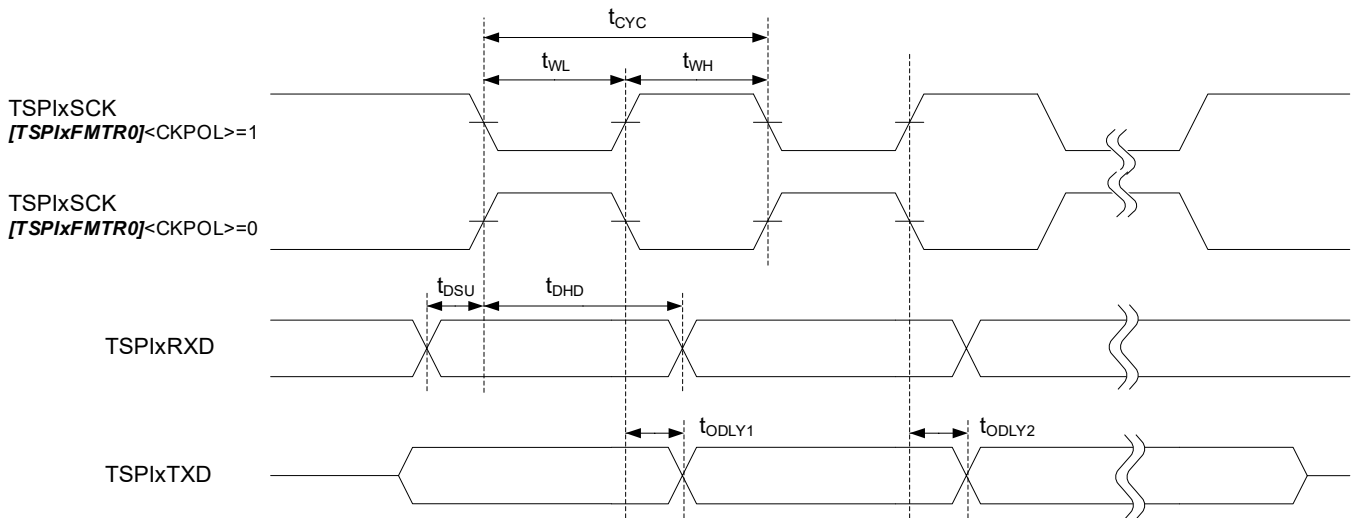 tCYC
tWL
tWH
TSPIxSCK
[TSPIxFMTR0]<CKPOL>=1
TSPIxSCK
[TSPIxFMTR0]<CKPOL>=0
tDSU
tDHD
TSPIxRXD
tODLY1
tODLY2
TSPIxTXD